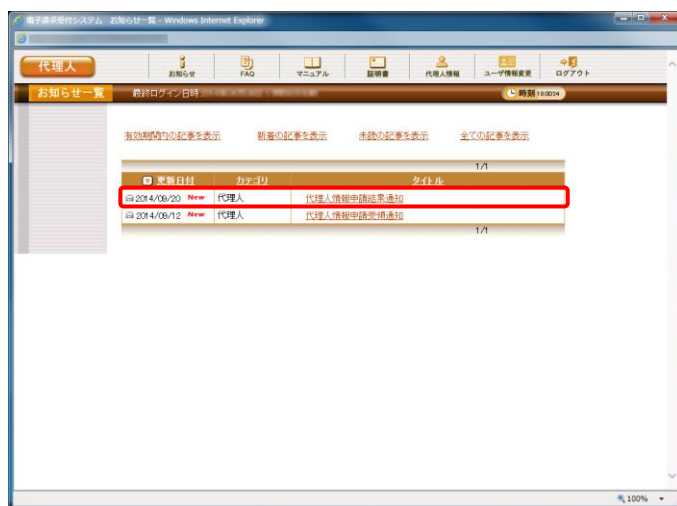 電子請求受付システム お知らせ一覧 - Windows Internet Explorer
代理人
お知らせ
FAQ
マニュアル
証明書
代理人情報
ユーザ情報変更
ログアウト
お知らせ一覧
最終ログイン日時
時刻 18:00:24
有効期間内の記事を表示 新着の記事を表示 未読の記事を表示 全ての記事を表示
1/1
更新日付 カテゴリ タイトル
2014/09/20 New 代理人 代理人情報申請結果通知
2014/09/12 New 代理人 代理人情報申請受領通知
1/1
100%